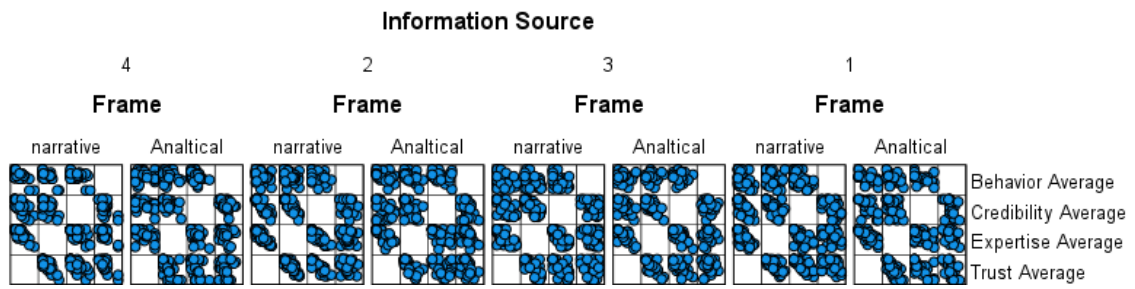 Information Source
4 2 3 1
Frame Frame Frame Frame
narrative Analtical narrative Analtical narrative Analtical narrative Analtical
Behavior Average
Credibility Average
Expertise Average
Trust Average